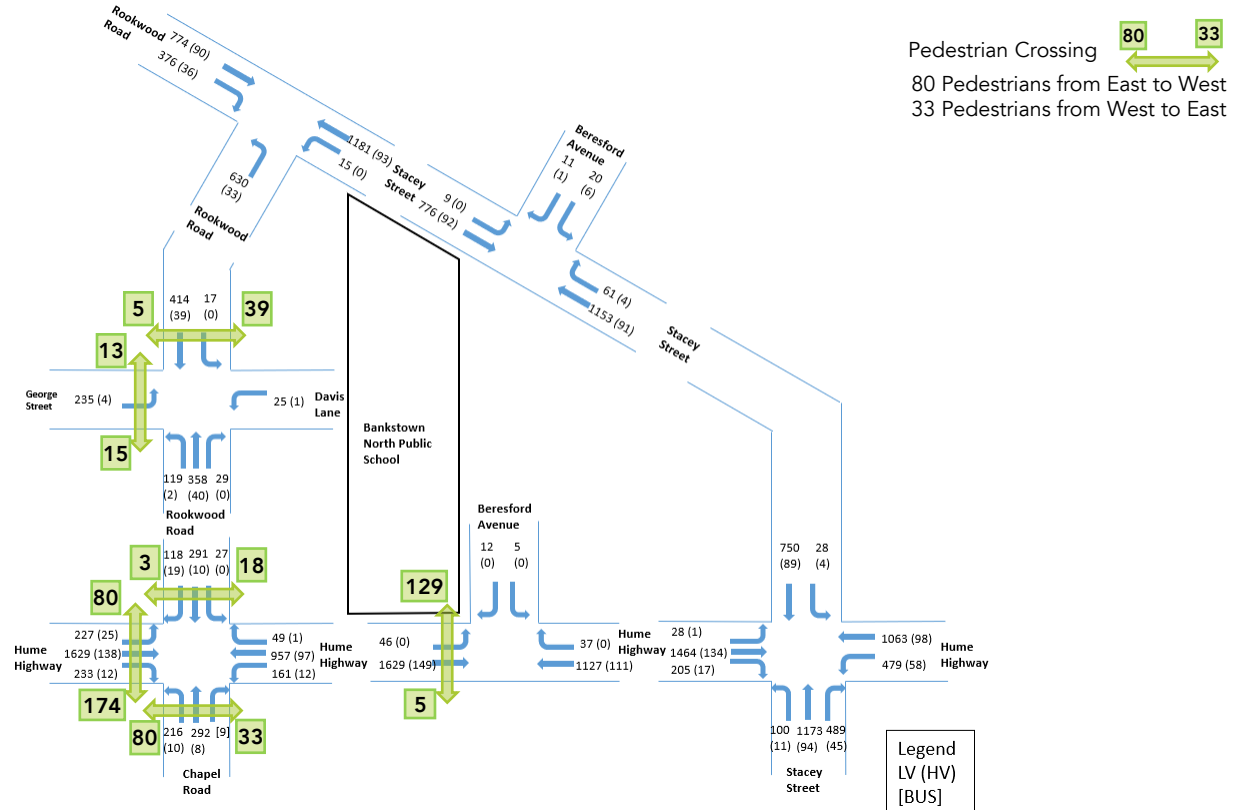 Rookwood
Road
774 (90)
376 (36)
80
33
Pedestrian Crossing
80 Pedestrians from East to West
33 Pedestrians from West to East
1181 (93)
15 (0)
Stacey
Street
9 (0)
776 (92)
Beresford
Avenue
11
(1)
20
(6)
630
(33)
Rookwood
Road
61 (4)
1153 (91)
Stacey
Street
5
414
(39)
17
(0)
39
13
George
Street
235 (4)
25 (1)
Davis
Lane
15
119
(2)
358
(40)
29
(0)
Rookwood
Road
Bankstown
North Public
School
Beresford
Avenue
12
(0)
5
(0)
750
(89)
28
(4)
3
118
(19)
291
(10)
27
(0)
18
80
129
Hume
Highway
227 (25)
1629 (138)
233 (12)
49 (1)
957 (97)
161 (12)
Hume
Highway
46 (0)
1629 (149)
37 (0)
1127 (111)
Hume
Highway
28 (1)
1464 (134)
205 (17)
1063 (98)
479 (58)
Hume
Highway
174
5
80
216
(10)
292
(8)
[9]
33
Chapel
Road
100
(11)
1173
(94)
489
(45)
Stacey
Street
Legend
LV (HV)
[BUS]